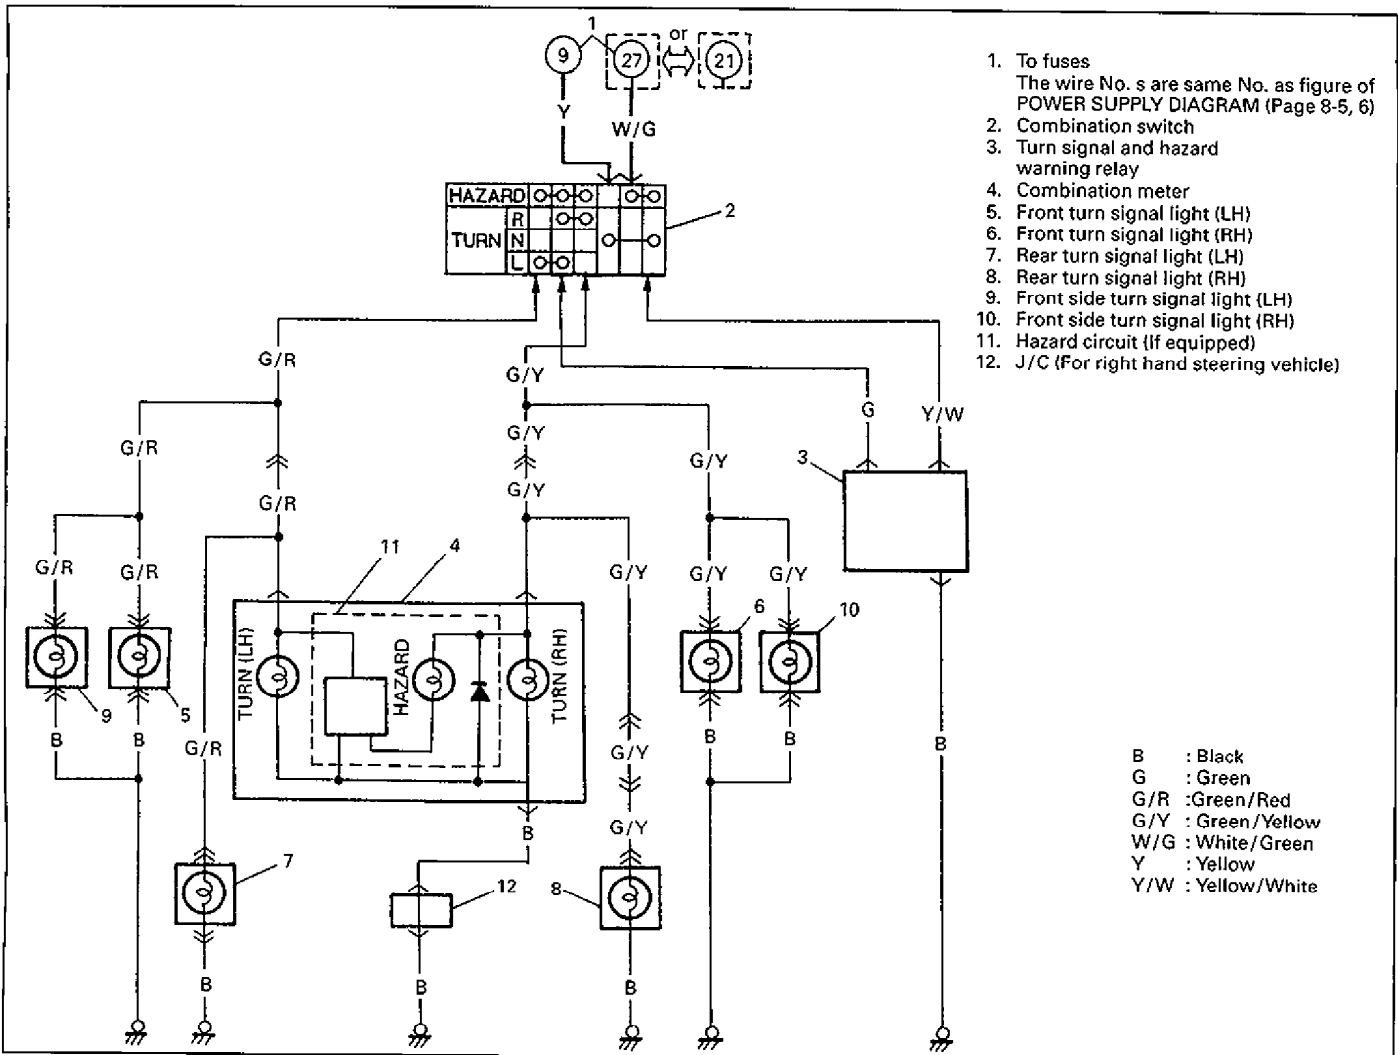 1
or
9
27
21
Y
W/G
HAZARD
TURN
R
N
L
2
1. To fuses
The wire No. s are same No. as figure of
POWER SUPPLY DIAGRAM (Page 8-5, 6)
2. Combination switch
3. Turn signal and hazard
warning relay
4. Combination meter
5. Front turn signal light (LH)
6. Front turn signal light (RH)
7. Rear turn signal light (LH)
8. Rear turn signal light (RH)
9. Front side turn signal light (LH)
10. Front side turn signal light (RH)
11. Hazard circuit (If equipped)
12. J/C (For right hand steering vehicle)
G/R
G/Y
G
Y/W
G/R
G/Y
G/Y
3
G/R
G/Y
11
4
G/R
G/R
G/Y
G/Y
G/Y
6
10
TURN (LH)
HAZARD
TURN (RH)
9
5
B
B
G/R
G/Y
B
B
B
B
G/Y
7
12
8
B
B
B
B : Black
G : Green
G/R :Green/Red
G/Y : Green/Yellow
W/G : White/Green
Y : Yellow
Y/W : Yellow/White